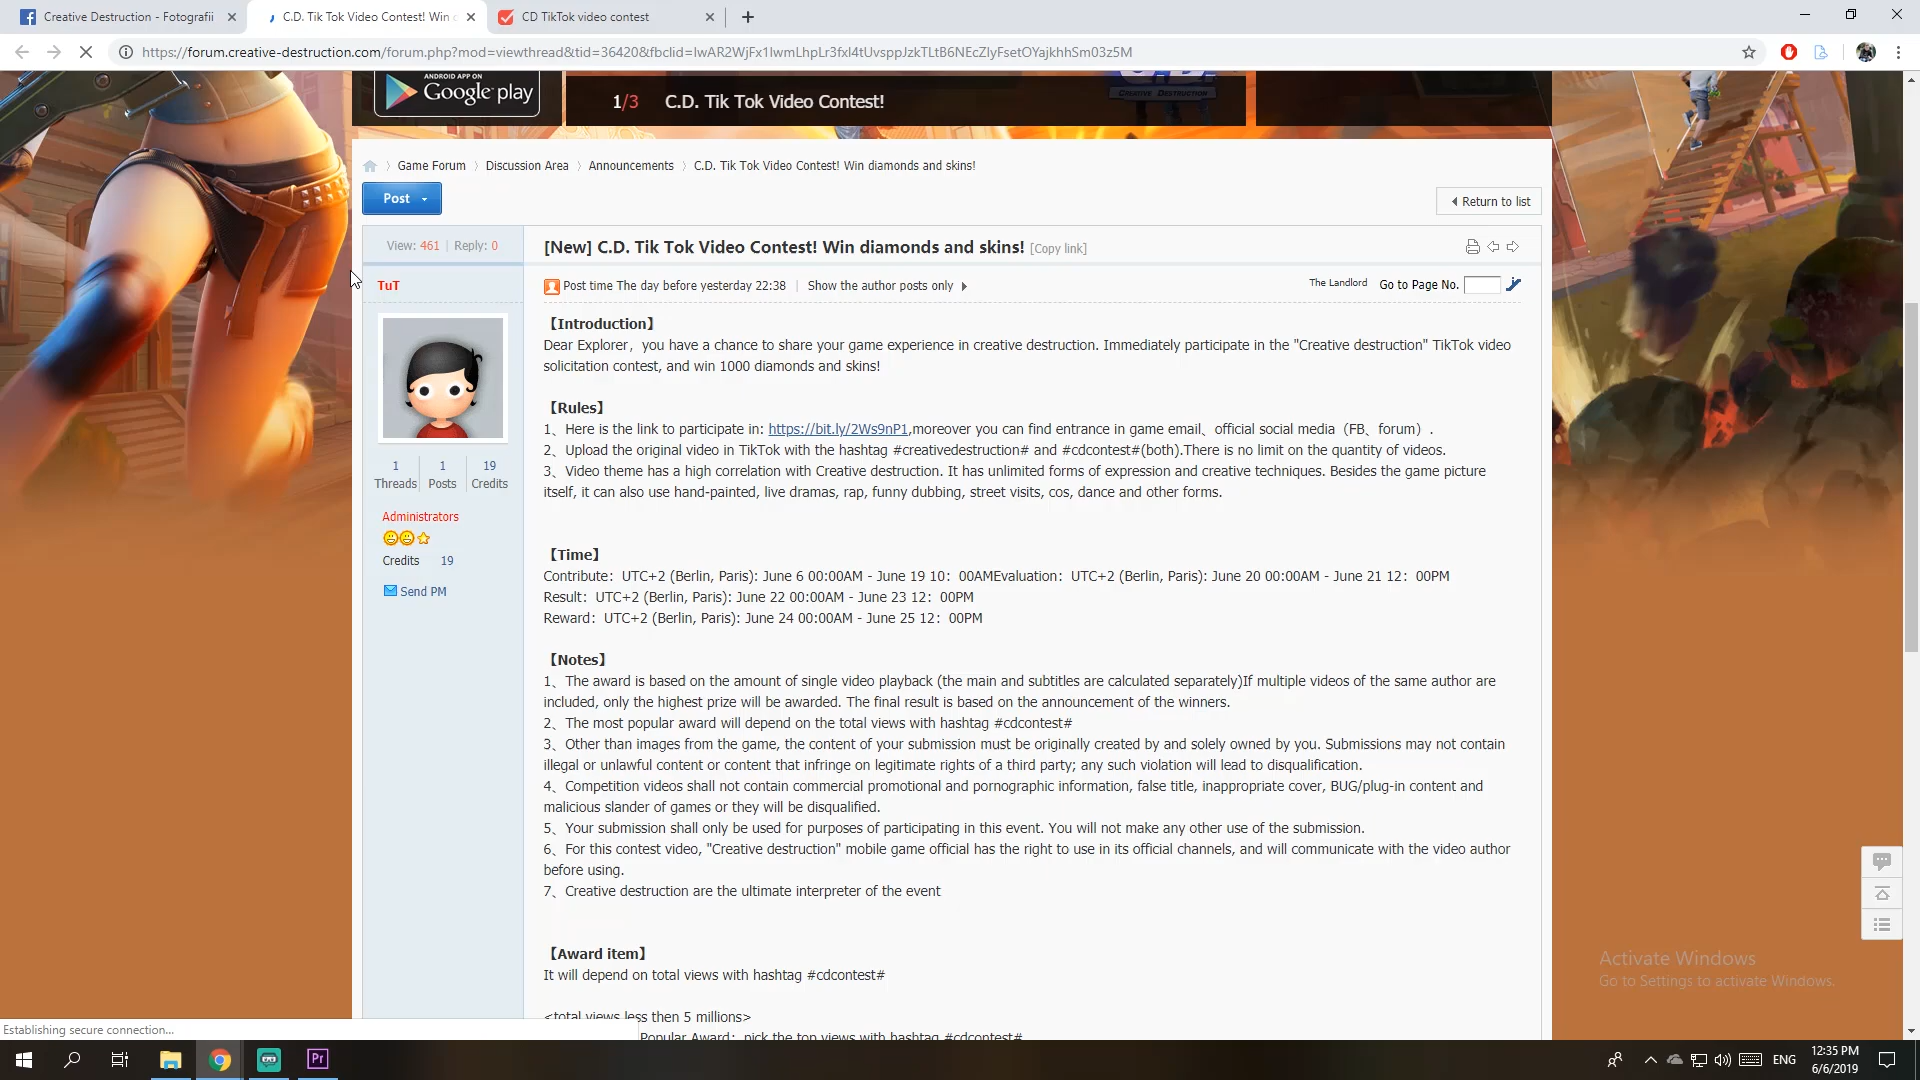 Creative Destruction - Fotografii
C.D. Tik Tok Video Contest! Win
CD TikTok video contest
https://forum.creative-destruction.com/forum.php?mod=viewthread&tid=36420&fbclid=IwAR2WjFx1IwmLhpLr3fxI4tUvsppJzkTLtB6NEcZIyFsetOYajkhhSm03z5M
ANDROID APP ON
Google play
1/3 C.D. Tik Tok Video Contest!
CREATIVE DESTRUCTION
Game Forum Discussion Area Announcements C.D. Tik Tok Video Contest! Win diamonds and skins!
Post
Return to list
View: 461 | Reply: 0
[New] C.D. Tik Tok Video Contest! Win diamonds and skins! [Copy link]
TuT
Post time The day before yesterday 22:38 | Show the author posts only
The Landlord Go to Page No.
1 Threads
1 Posts
19 Credits
Administrators
Credits 19
Send PM
【Introduction】
Dear Explorer, you have a chance to share your game experience in creative destruction. Immediately participate in the "Creative destruction" TikTok video
solicitation contest, and win 1000 diamonds and skins!
【Rules】
1、Here is the link to participate in: https://bit.ly/2Ws9nP1,moreover you can find entrance in game email、official social media（FB、forum）.
2、Upload the original video in TikTok with the hashtag #creativedestruction# and #cdcontest#(both).There is no limit on the quantity of videos.
3、Video theme has a high correlation with Creative destruction. It has unlimited forms of expression and creative techniques. Besides the game picture
itself, it can also use hand-painted, live dramas, rap, funny dubbing, street visits, cos, dance and other forms.
【Time】
Contribute：UTC+2 (Berlin, Paris): June 6 00:00AM - June 19 10：00AMEvaluation：UTC+2 (Berlin, Paris): June 20 00:00AM - June 21 12：00PM
Result：UTC+2 (Berlin, Paris): June 22 00:00AM - June 23 12：00PM
Reward：UTC+2 (Berlin, Paris): June 24 00:00AM - June 25 12：00PM
【Notes】
1、The award is based on the amount of single video playback (the main and subtitles are calculated separately)If multiple videos of the same author are
included, only the highest prize will be awarded. The final result is based on the announcement of the winners.
2、The most popular award will depend on the total views with hashtag #cdcontest#
3、Other than images from the game, the content of your submission must be originally created by and solely owned by you. Submissions may not contain
illegal or unlawful content or content that infringe on legitimate rights of a third party; any such violation will lead to disqualification.
4、Competition videos shall not contain commercial promotional and pornographic information, false title, inappropriate cover, BUG/plug-in content and
malicious slander of games or they will be disqualified.
5、Your submission shall only be used for purposes of participating in this event. You will not make any other use of the submission.
6、For this contest video, "Creative destruction" mobile game official has the right to use in its official channels, and will communicate with the video author
before using.
7、Creative destruction are the ultimate interpreter of the event
【Award item】
It will depend on total views with hashtag #cdcontest#
<total views less then 5 millions>
Popular Award：pick the top views with hashtag #cdcontest#
Activate Windows
Go to Settings to activate Windows.
Establishing secure connection...
Pr
ENG
12:35 PM
6/6/2019